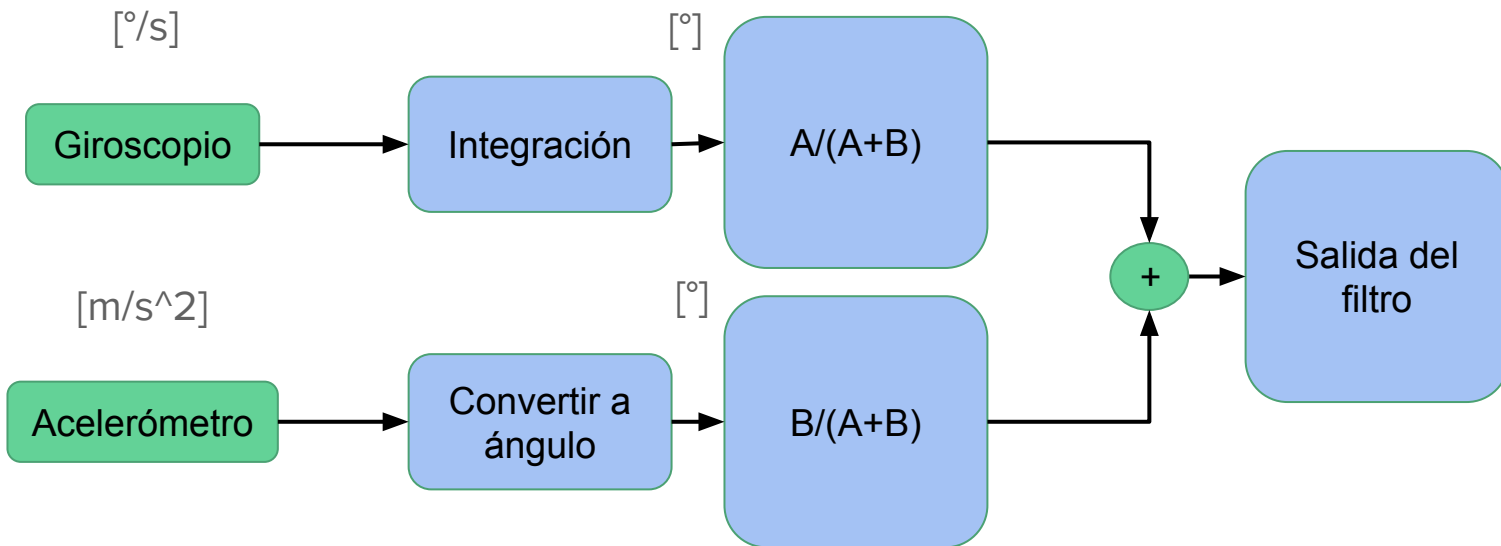 [°/s]
[°]
Giroscopio
Integración
A/(A+B)
+
Salida del
filtro
[m/s^2]
[°]
Acelerómetro
Convertir a
ángulo
B/(A+B)